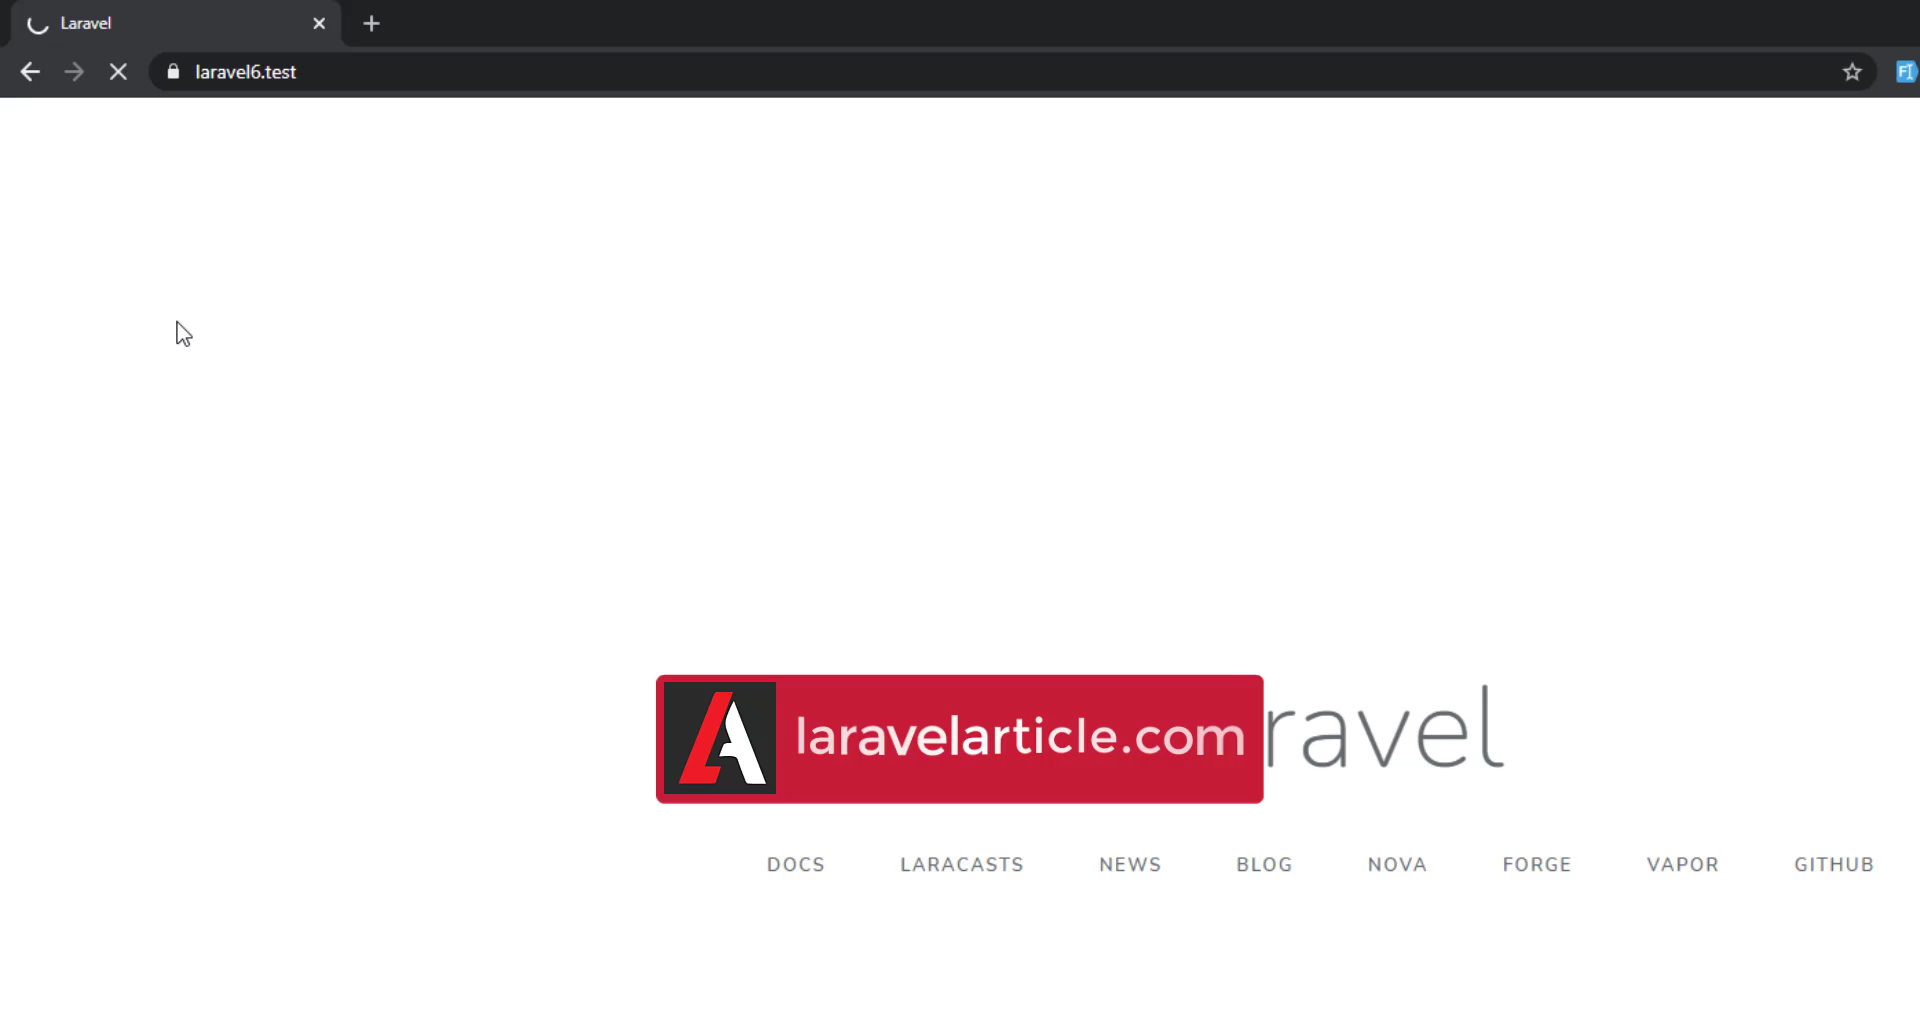 Laravel
laravel6.test
laravelarticle.com
ravel
DOCS LARACASTS NEWS BLOG NOVA FORGE VAPOR GITHUB